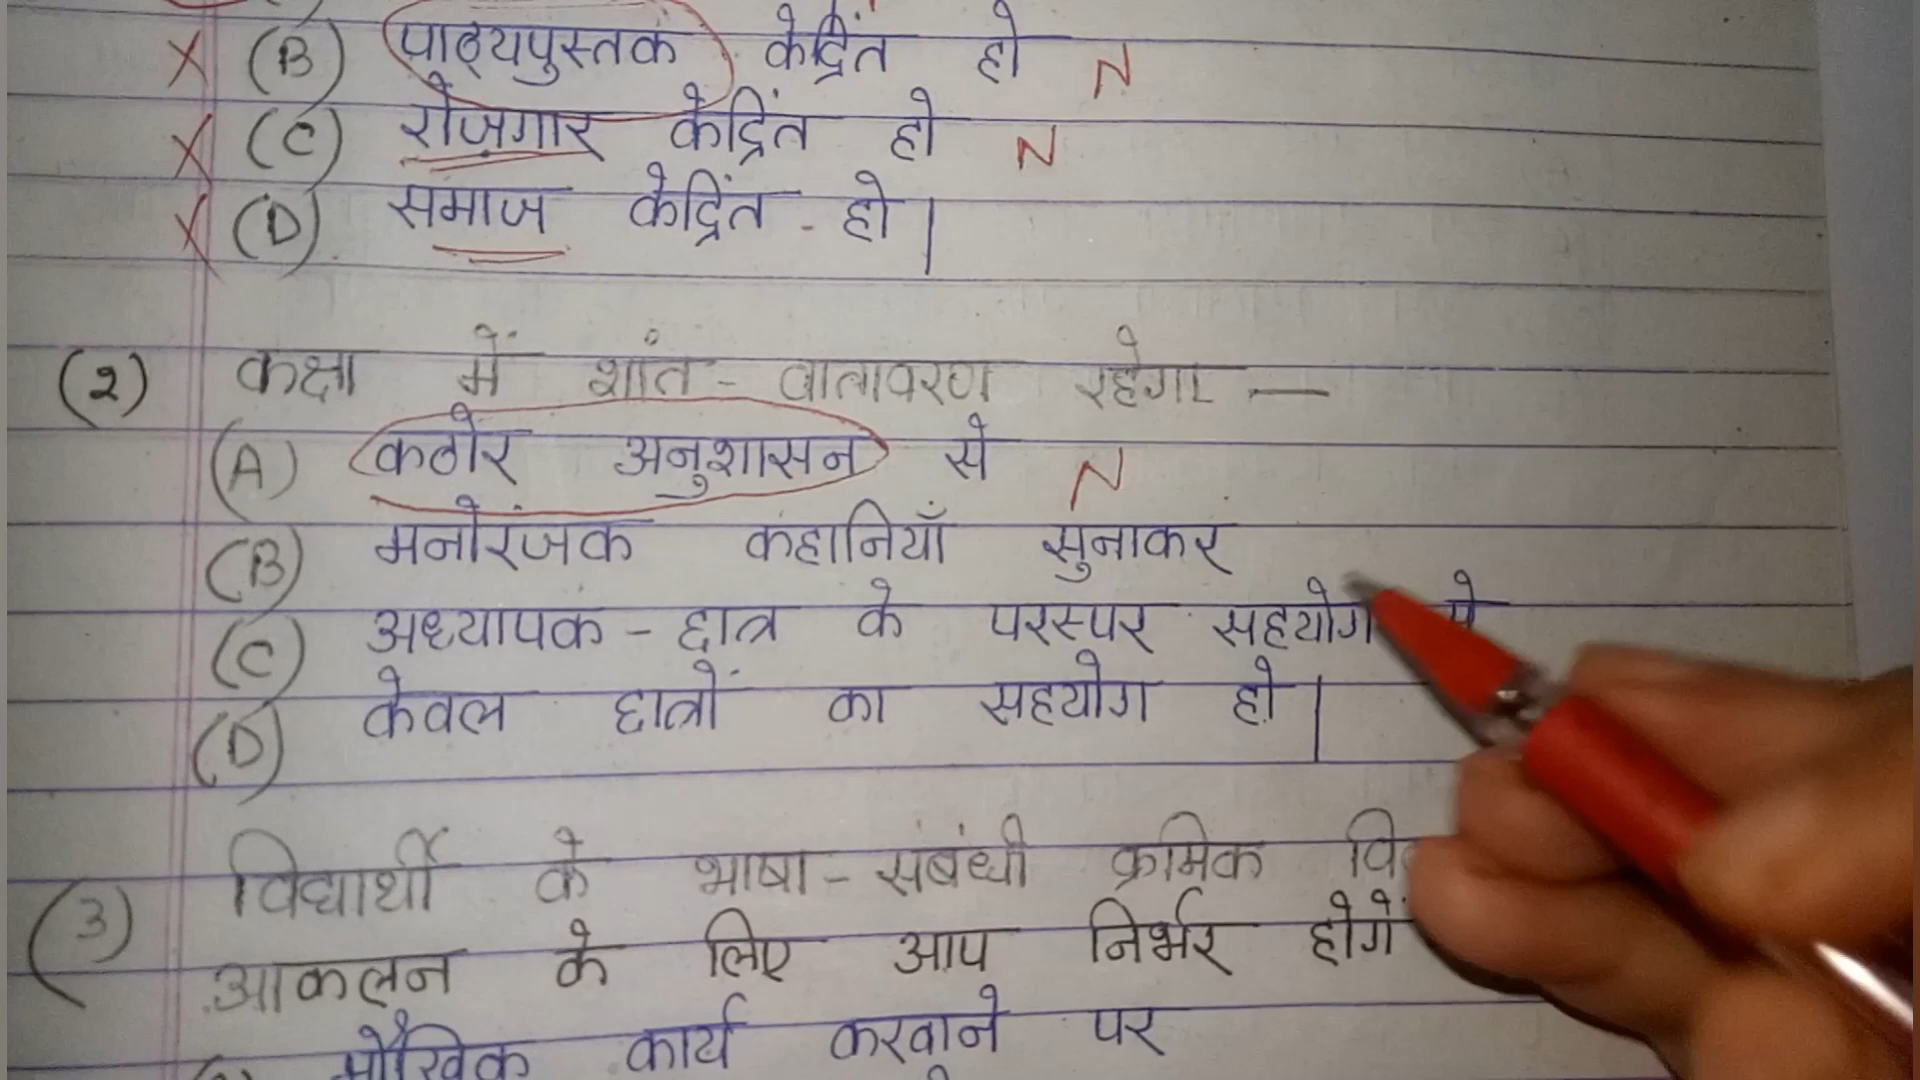 X (B) पाठ्यपुस्तक केंद्रित हो N
X (C) रोजगार केंद्रित हो N
X (D) समाज केंद्रित हो |
(२) कक्षा में शांत - वातावरण रहेगा —
(A) कठोर अनुशासन से N
(B) मनोरंजक कहानियाँ सुनाकर
(C) अध्यापक - छात्र के परस्पर सहयोग से
(D) केवल छात्रों का सहयोग हो |
(3) विद्यार्थी के भाषा - संबंधी क्रमिक
आकलन के लिए आप निर्भर होगें
मौखिक कार्य करवाने पर